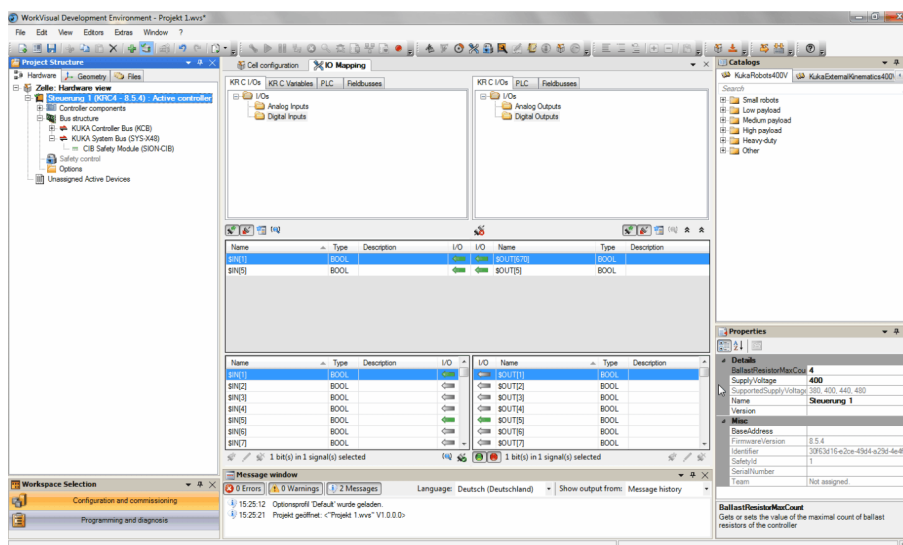 WorkVisual Development Environment - Projekt 1.wvs*
File Edit View Editors Extras Window ?
Project Structure
Hardware Geometry Files
Zelle: Hardware view
Steuerung 1 (KRC4 - 8.5.4) : Active controller
Controller components
Bus structure
KUKA Controller Bus (KCB)
KUKA System Bus (SYS-X48)
CIB Safety Module (SION-CIB)
Safety control
Options
Unassigned Active Devices
Workspace Selection
Configuration and commissioning
Programming and diagnosis
Cell configuration IO Mapping
KR C I/Os KR C Variables PLC Fieldbusses
I/Os
Analog Inputs
Digital Inputs
KR C I/Os PLC Fieldbusses
I/Os
Analog Outputs
Digital Outputs
Name Type Description I/O I/O Name Type Description
$IN[1] BOOL $OUT[670] BOOL
$IN[5] BOOL $OUT[5] BOOL
Name Type Description I/O I/O Name Type Description
$IN[1] BOOL $OUT[1] BOOL
$IN[2] BOOL $OUT[2] BOOL
$IN[3] BOOL $OUT[3] BOOL
$IN[4] BOOL $OUT[4] BOOL
$IN[5] BOOL $OUT[5] BOOL
$IN[6] BOOL $OUT[6] BOOL
$IN[7] BOOL $OUT[7] BOOL
1 bit(s) in 1 signal(s) selected 1 bit(s) in 1 signal(s) selected
Message window
0 Errors 0 Warnings 2 Messages Language: Deutsch (Deutschland) Show output from: Message history
15:25:12 Optionsprofil 'Default' wurde geladen.
15:25:21 Projekt geöffnet: <"Projekt 1.wvs" V1.0.0.0>
Catalogs
KukaRobots400V KukaExternalKinematics400V
Search
Small robots
Low payload
Medium payload
High payload
Heavy-duty
Other
Properties
Details
BallastResistorMaxCou 4
SupplyVoltage 400
SupportedSupplyVoltage 380, 400, 440, 480
Name Steuerung 1
Version
Misc
BaseAddress
FirmwareVersion 8.5.4
Identifier
SafetyId 1
SerialNumber
Team Not assigned.
BallastResistorMaxCount
Gets or sets the value of the maximal count of ballast
resistors of the controller